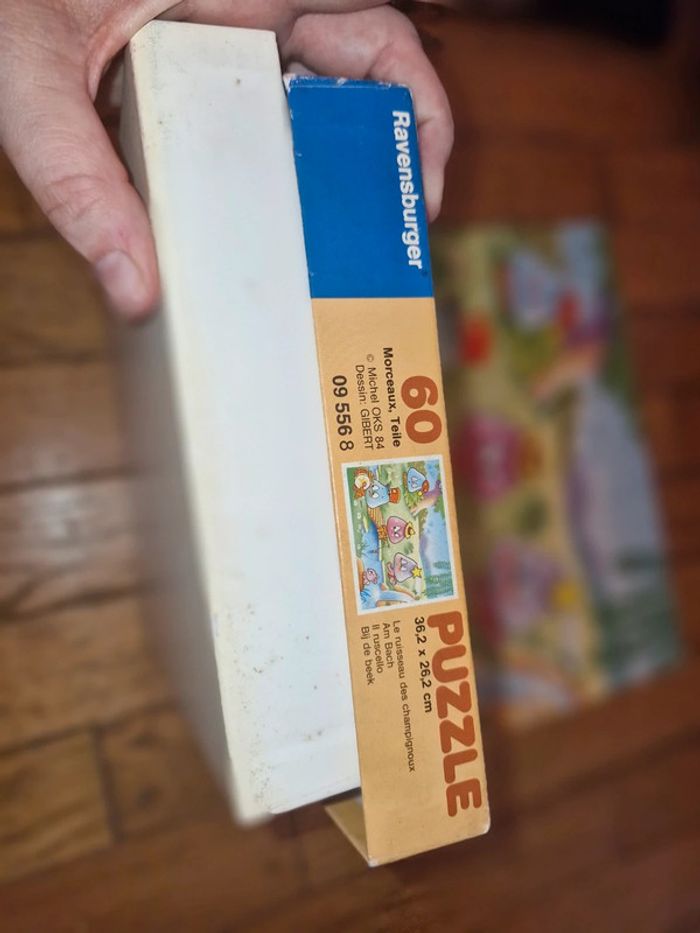 Ravensburger®
60
Morceaux, Teile
© Michel OKS 84
Dessin: GIBERT
09 556 8
PUZZLE
36,2 x 26,2 cm
Le ruisseau des champignoux
Am Bach
Il ruscello
Bij de beek